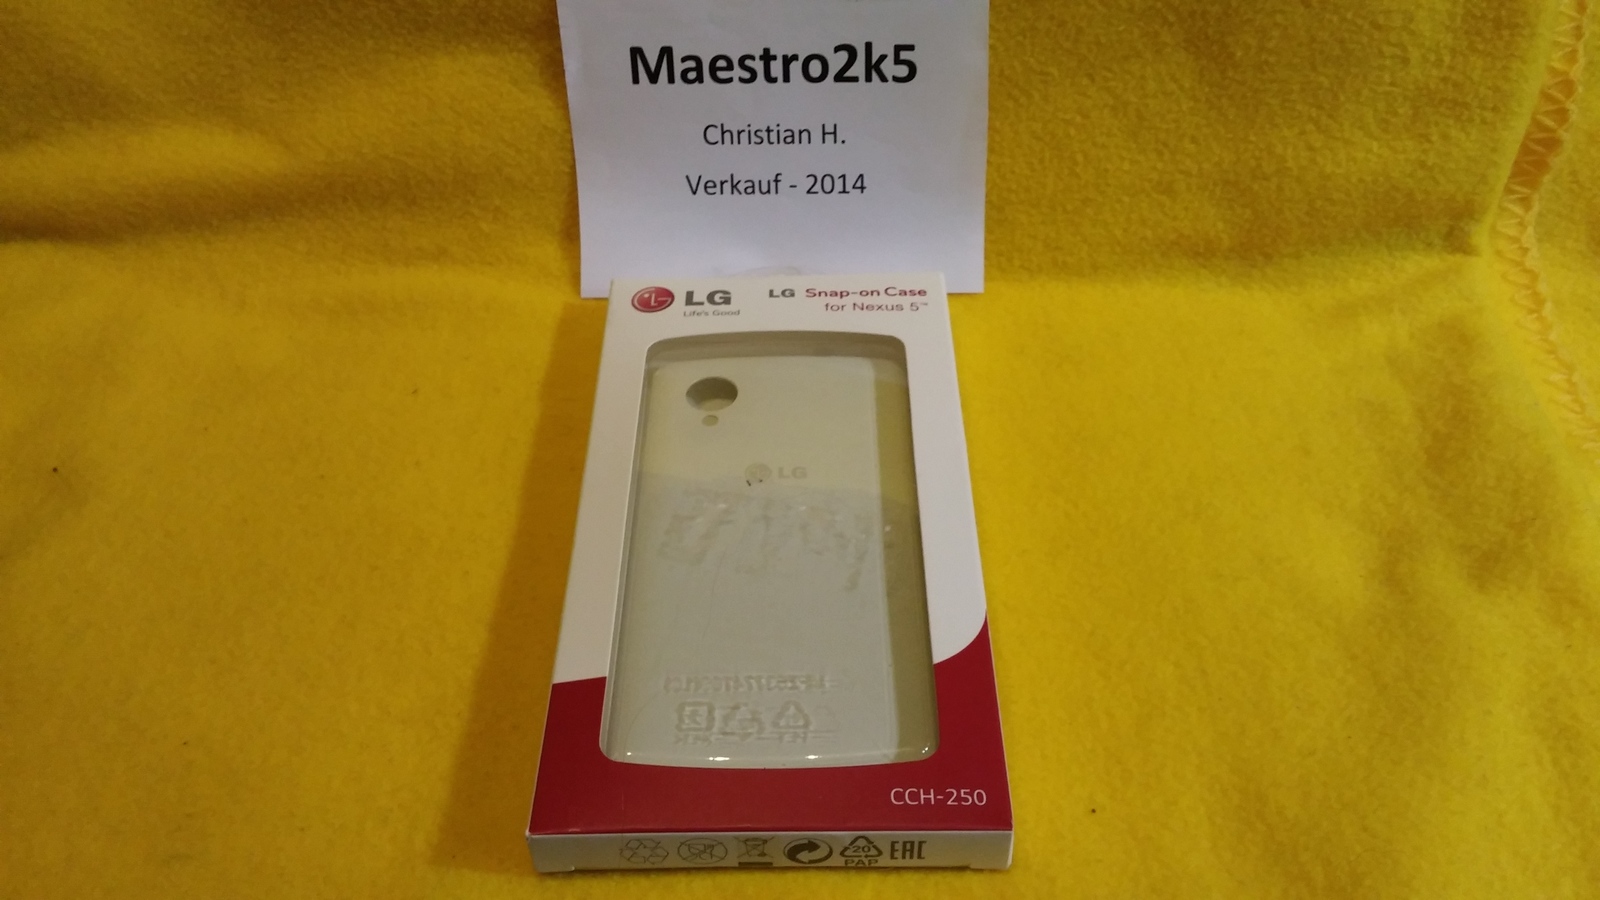 Maestro2k5
Christian H.
Verkauf - 2014
LG
Life's Good
LG Snap-on Case
for Nexus 5™
LG
CCH-250
20
PAP
EAC